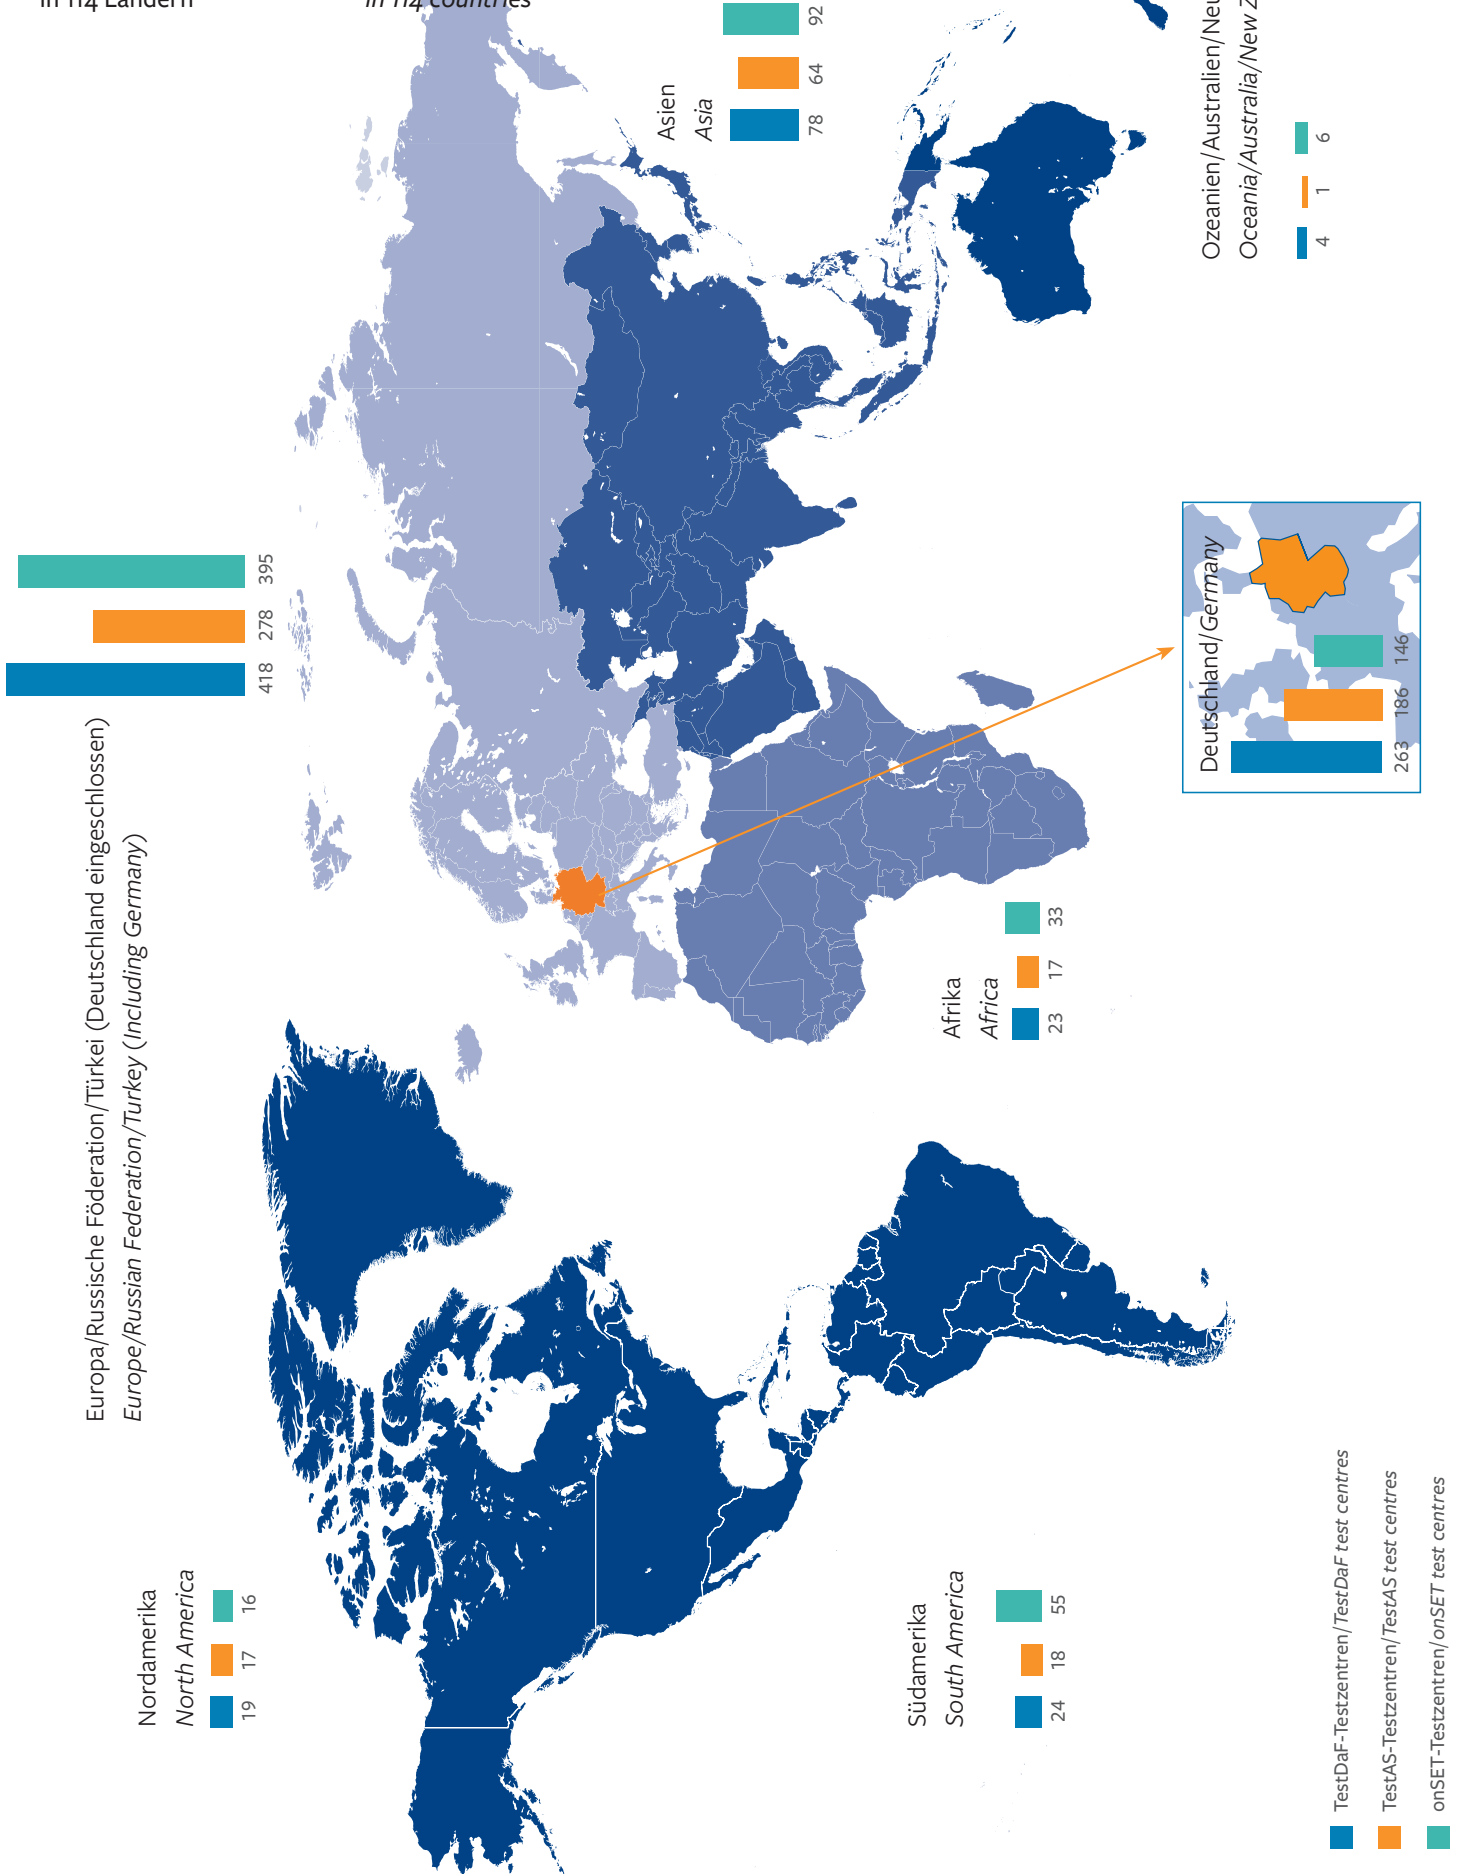 in 114 Ländern
in 114 countries
Europa/Russische Föderation/Türkei (Deutschland eingeschlossen)
Europe/Russian Federation/Turkey (Including Germany)
418 278 395
Nordamerika
North America
19 17 16
Asien
Asia
78 64 92
Afrika
Africa
23 17 33
Südamerika
South America
24 18 55
Ozeanien/Australien/Neu
Oceania/Australia/New Z
4 1 6
Deutschland/Germany
263 186 146
TestDaF-Testzentren/TestDaF test centres
TestAS-Testzentren/TestAS test centres
onSET-Testzentren/onSET test centres